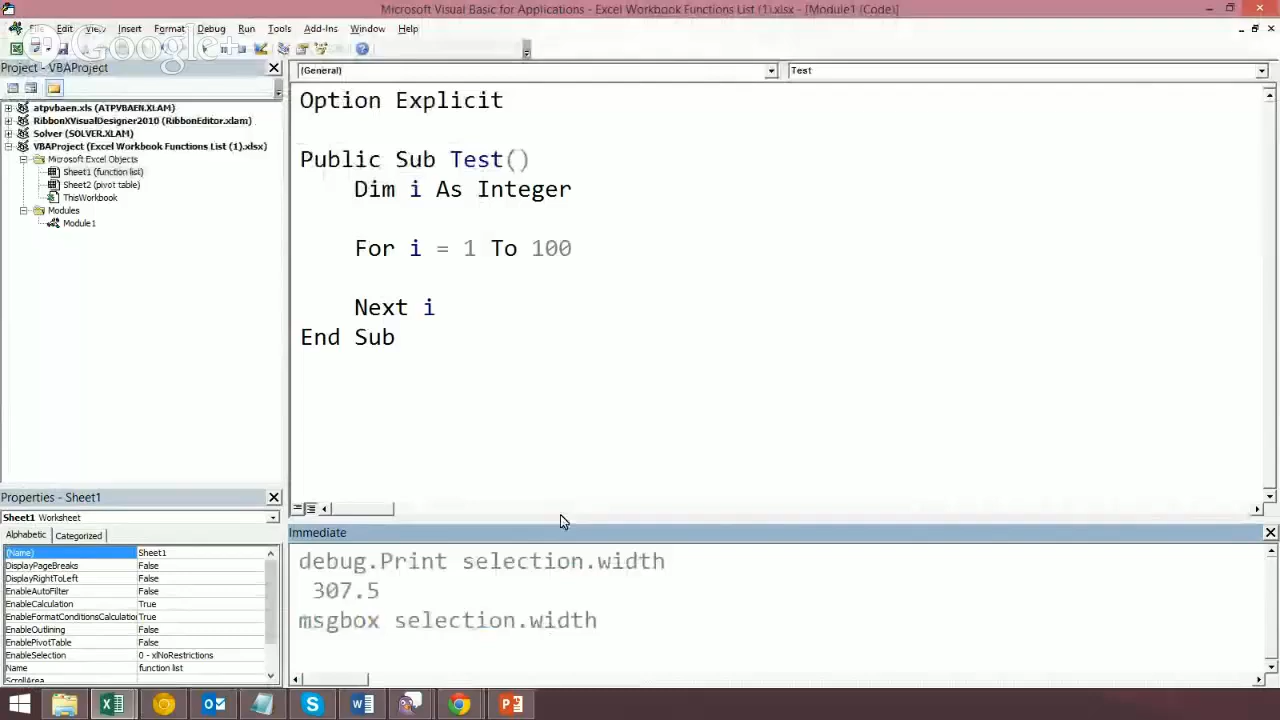 Microsoft Visual Basic for Applications - Excel Workbook Functions List (1).xlsx - [Module1 (Code)]
File Edit View Insert Format Debug Run Tools Add-Ins Window Help
Google+
Project - VBAProject
(General)
Test
atpvbaen.xls (ATPVBAEN.XLAM)
RibbonXVisualDesigner2010 (RibbonEditor.xlam)
Solver (SOLVER.XLAM)
VBAProject (Excel Workbook Functions List (1).xlsx)
Microsoft Excel Objects
Sheet1 (function list)
Sheet2 (pivot table)
ThisWorkbook
Modules
Module1
Option Explicit
Public Sub Test()
Dim i As Integer
For i = 1 To 100
Next i
End Sub
Properties - Sheet1
Sheet1 Worksheet
Alphabetic Categorized
(Name) Sheet1
DisplayPageBreaks False
DisplayRightToLeft False
EnableAutoFilter False
EnableCalculation True
EnableFormatConditionsCalculation True
EnableOutlining False
EnablePivotTable False
EnableSelection 0 - xlNoRestrictions
Name function list
ScrollArea
Immediate
debug.Print selection.width
307.5
msgbox selection.width